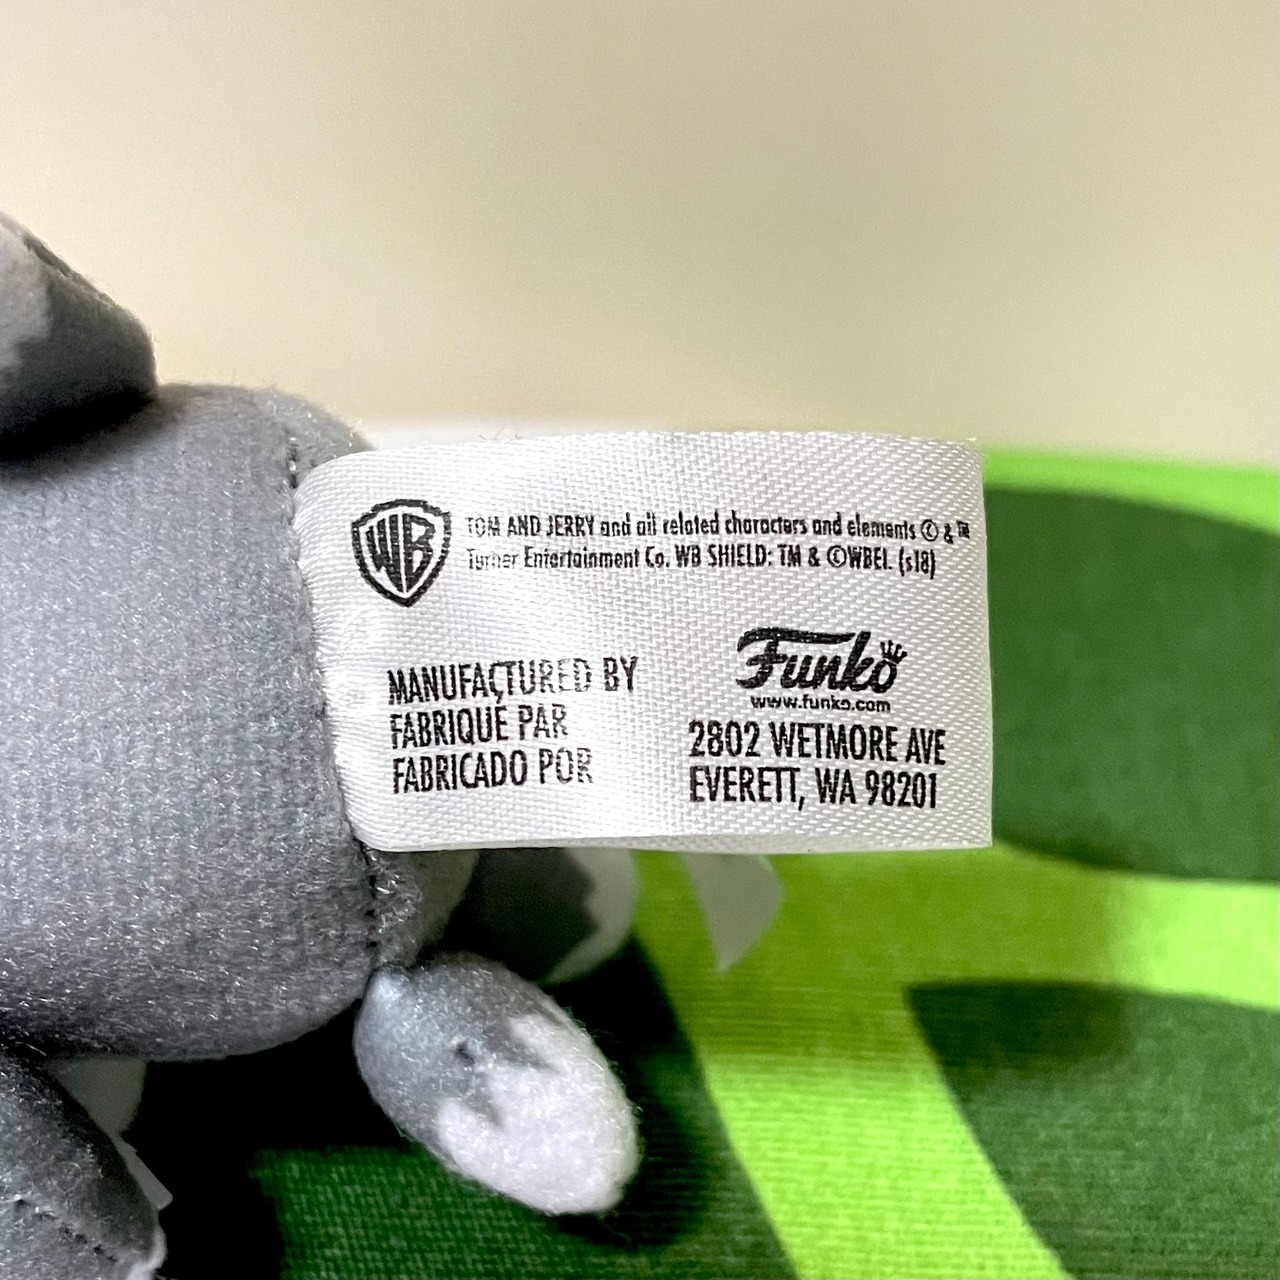 WB
TOM AND JERRY and all related characters and elements © & ™
Turner Entertainment Co. WB SHIELD: TM & ©WBEI. (s18)
MANUFACTURED BY
FABRIQUÉ PAR
FABRICADO POR
Funko
www.funko.com
2802 WETMORE AVE
EVERETT, WA 98201